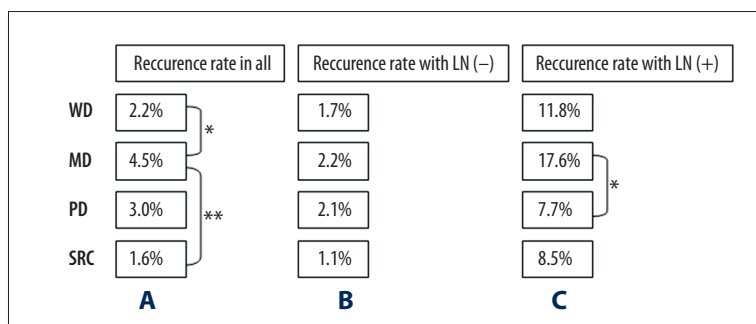 Reccurence rate in all Reccurence rate with LN (–) Reccurence rate with LN (+)
WD 2.2% 1.7% 11.8%
*
MD 4.5% 2.2% 17.6%
*
PD 3.0% 2.1% 7.7%
**
SRC 1.6% 1.1% 8.5%
A B C